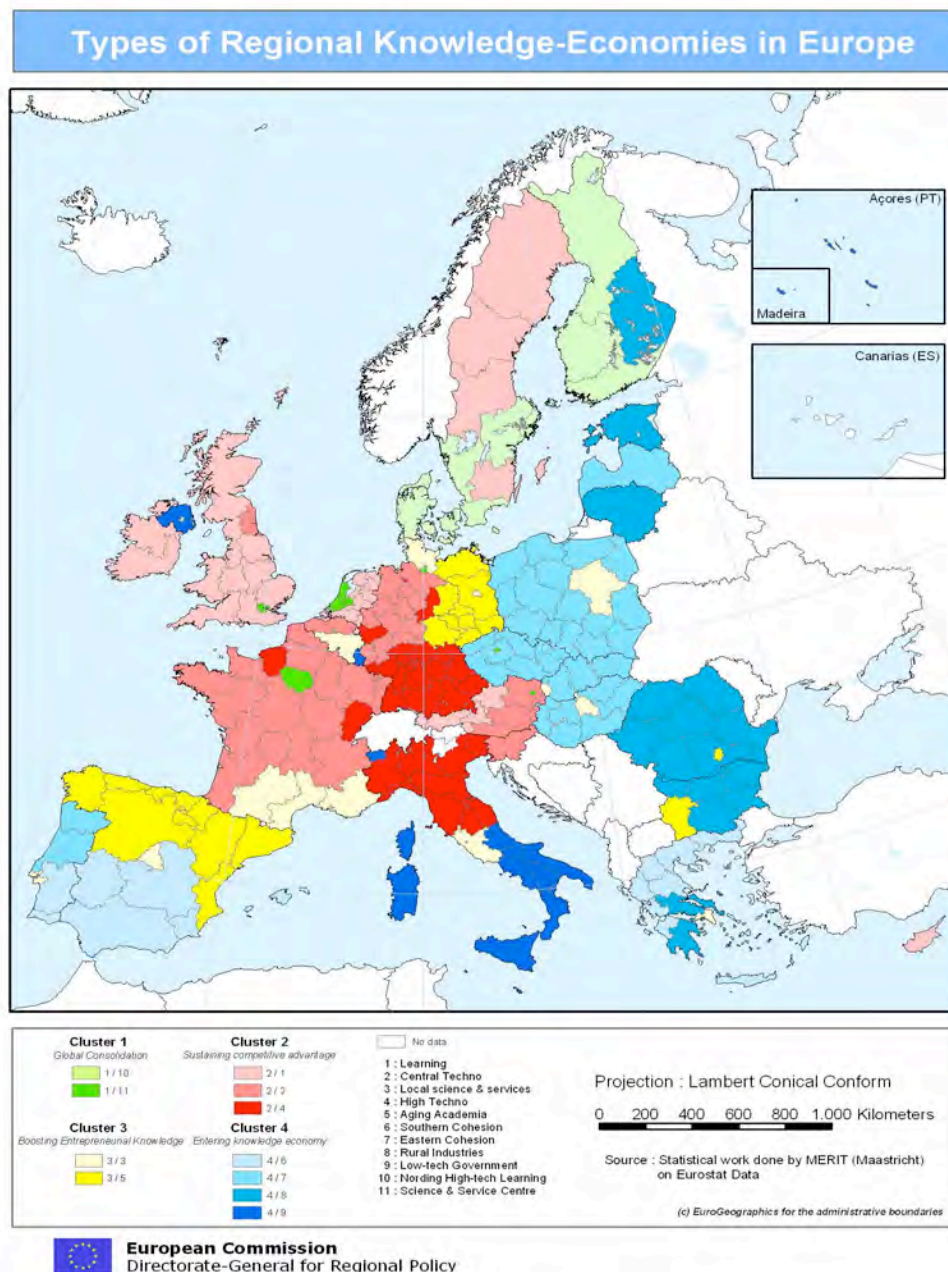 Types of Regional Knowledge-Economies in Europe
Açores (PT)
Madeira
Canarias (ES)
Cluster 1
Global Consolidation
1 / 10
1 / 11
Cluster 2
Sustaining competitive advantage
2 / 1
2 / 2
2 / 4
Cluster 3
Boosting Entrepreneunal Knowledge
3 / 3
3 / 5
Cluster 4
Entering knowledge economy
4 / 6
4 / 7
4 / 8
4 / 9
No data
1 : Learning
2 : Central Techno
3 : Local science & services
4 : High Techno
5 : Aging Academia
6 : Southern Cohesion
7 : Eastern Cohesion
8 : Rural Industries
9 : Low-tech Government
10 : Nording High-tech Learning
11 : Science & Service Centre
Projection : Lambert Conical Conform
0 200 400 600 800 1.000 Kilometers
Source : Statistical work done by MERIT (Maastricht)
on Eurostat Data
(c) EuroGeographics for the administrative boundaries
European Commission
Directorate-General for Regional Policy